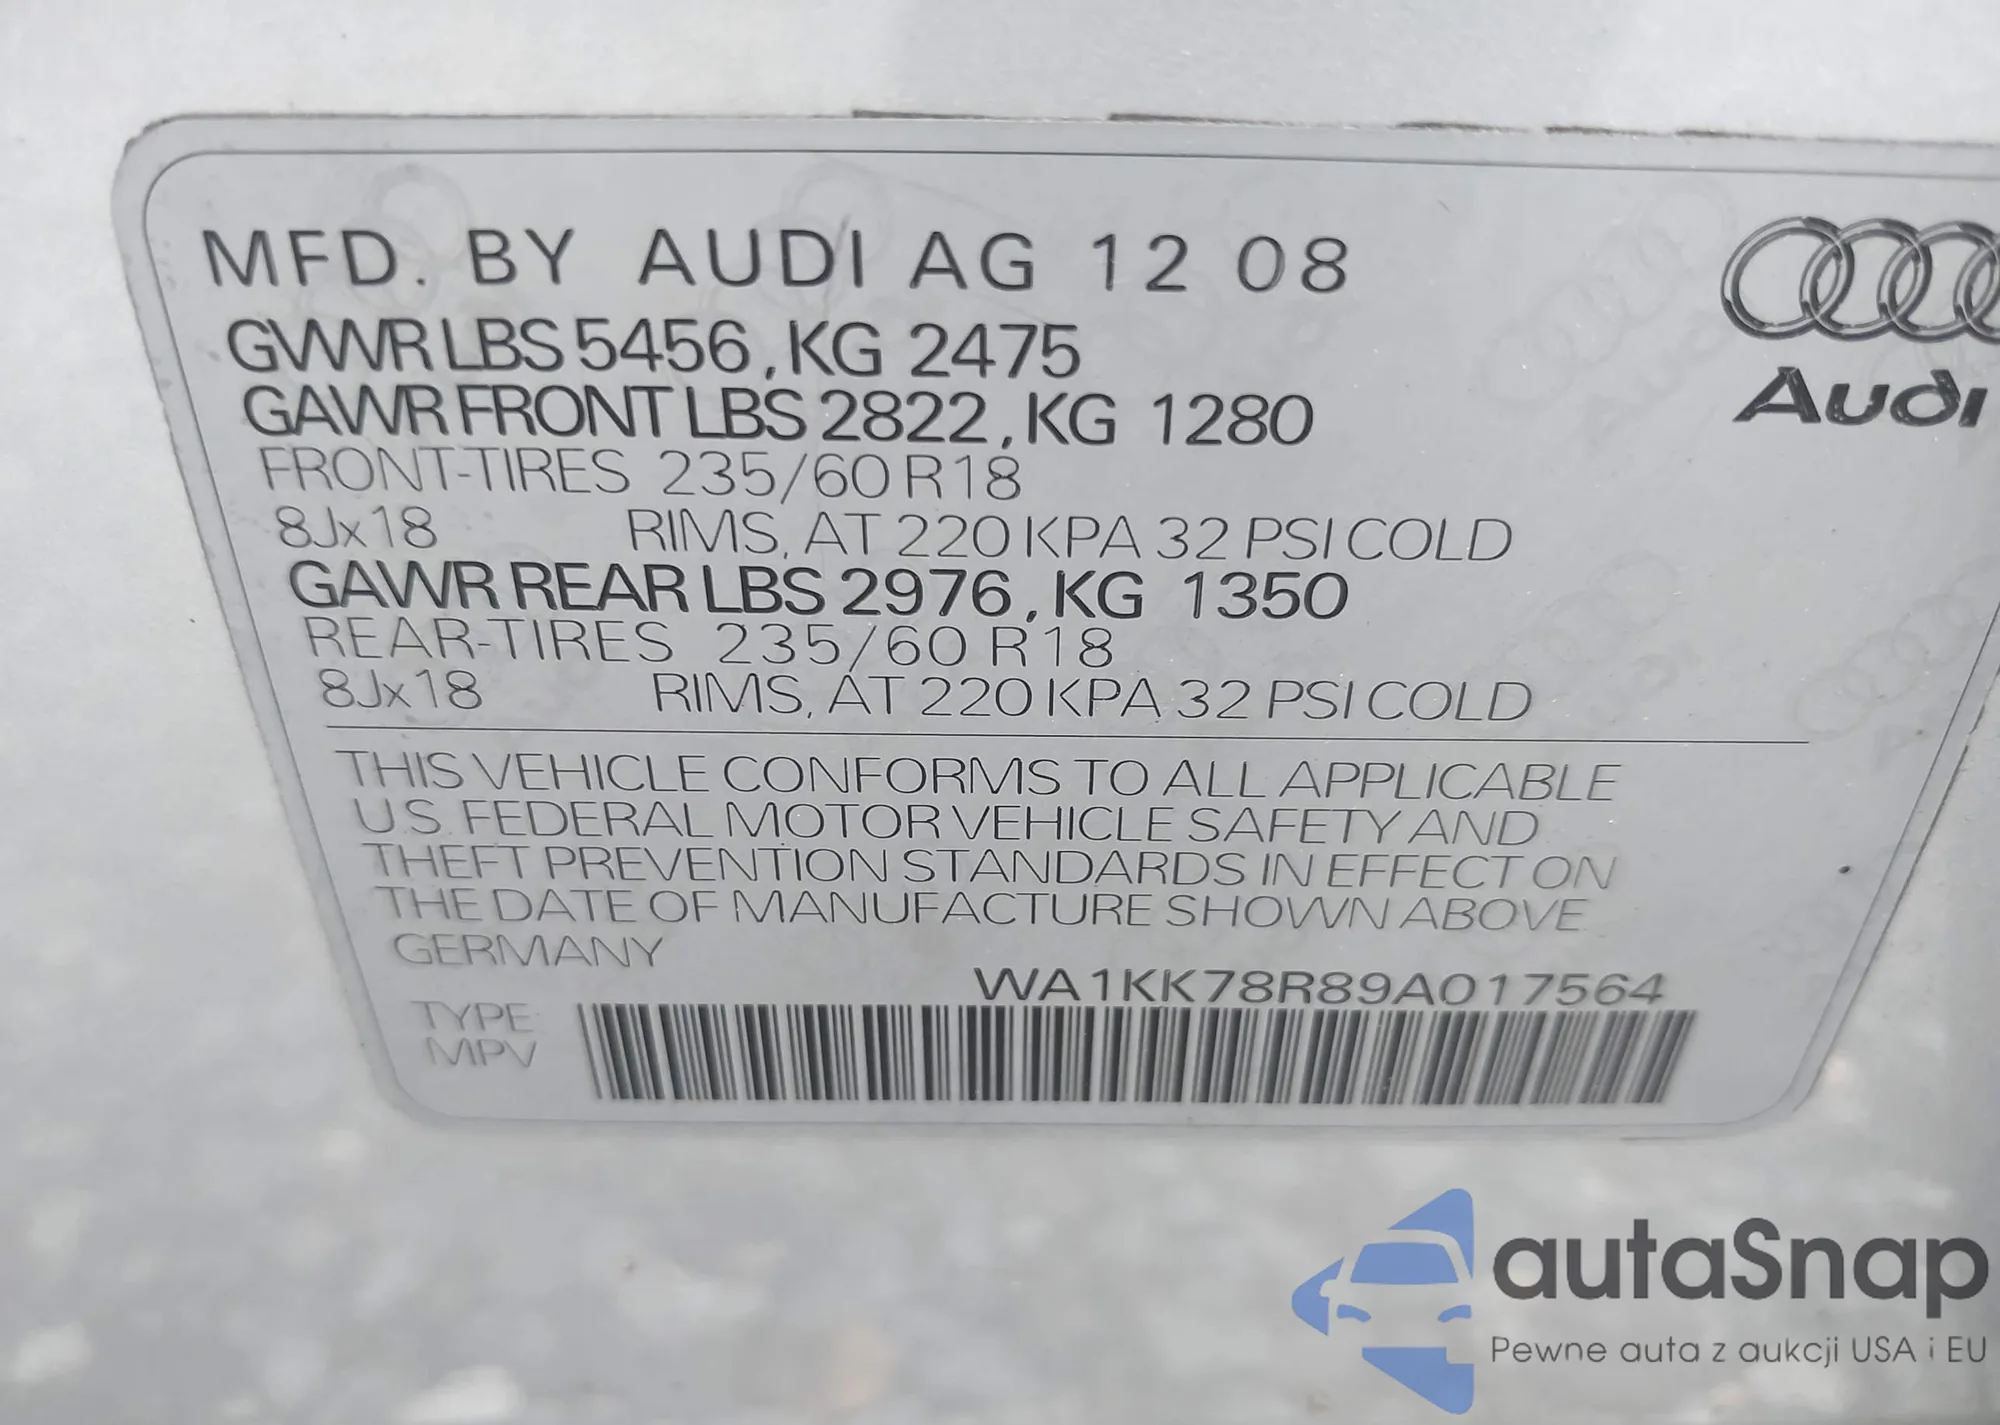 MFD. BY AUDI AG 12 08
GVWR LBS 5456, KG 2475
GAWR FRONT LBS 2822, KG 1280
FRONT-TIRES 235/60 R18
8Jx18 RIMS, AT 220 KPA 32 PSI COLD
GAWR REAR LBS 2976, KG 1350
REAR-TIRES 235/60 R18
8Jx18 RIMS, AT 220 KPA 32 PSI COLD
Audi
THIS VEHICLE CONFORMS TO ALL APPLICABLE
U.S. FEDERAL MOTOR VEHICLE SAFETY AND
THEFT PREVENTION STANDARDS IN EFFECT ON
THE DATE OF MANUFACTURE SHOWN ABOVE
GERMANY
WA1KK78R89A017564
TYPE:
MPV
autaSnap
Pewne auta z aukcji USA i EU